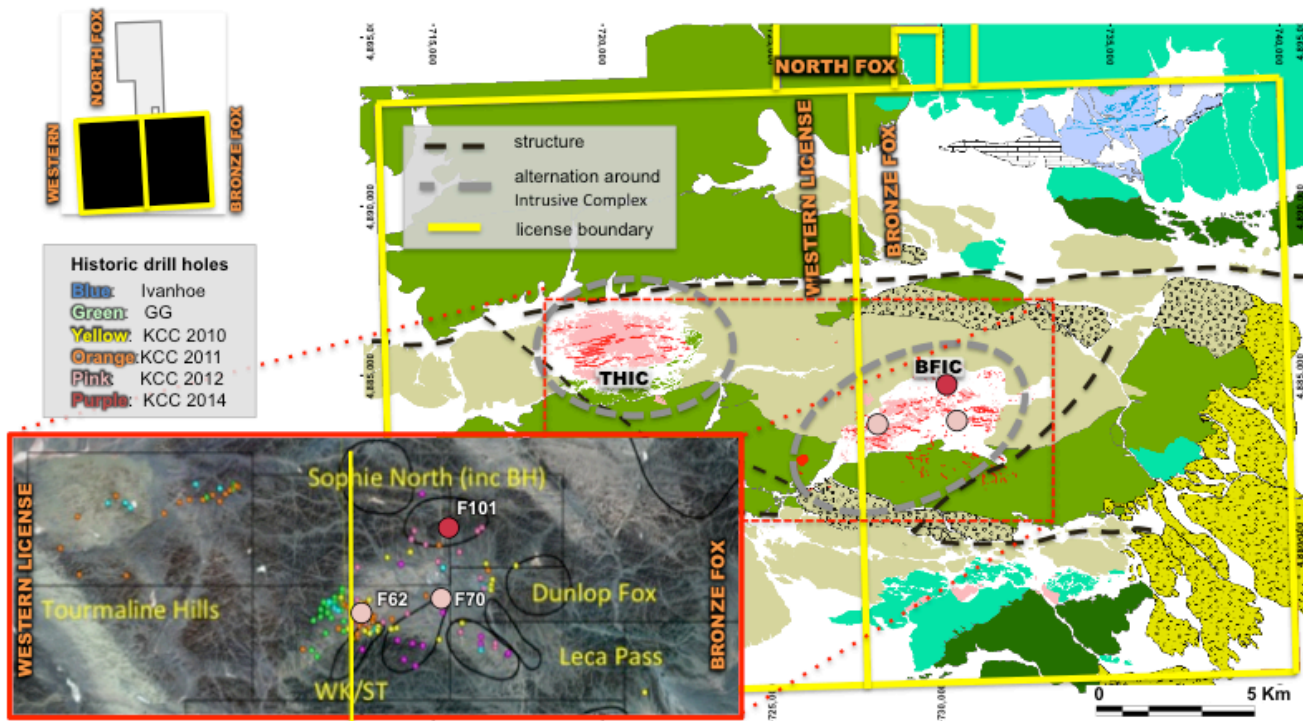 NORTH FOX
WESTERN
BRONZE FOX
Historic drill holes
Blue: Ivanhoe
Green: GG
Yellow: KCC 2010
Orange: KCC 2011
Pink: KCC 2012
Purple: KCC 2014
715,000
720,000
735,000
740,000
4,890,000
4,885,000
NORTH FOX
WESTERN LICENSE
BRONZE FOX
structure
alternation around
Intrusive Complex
license boundary
THIC
BFIC
4,890,000
4,885,000
4,880,000
725,000
730,000
0 5 Km
WESTERN LICENSE
Sophie North (inc BH)
F101
Tourmaline Hills
F62
F70
Dunlop Fox
Leca Pass
WK/ST
BRONZE FOX